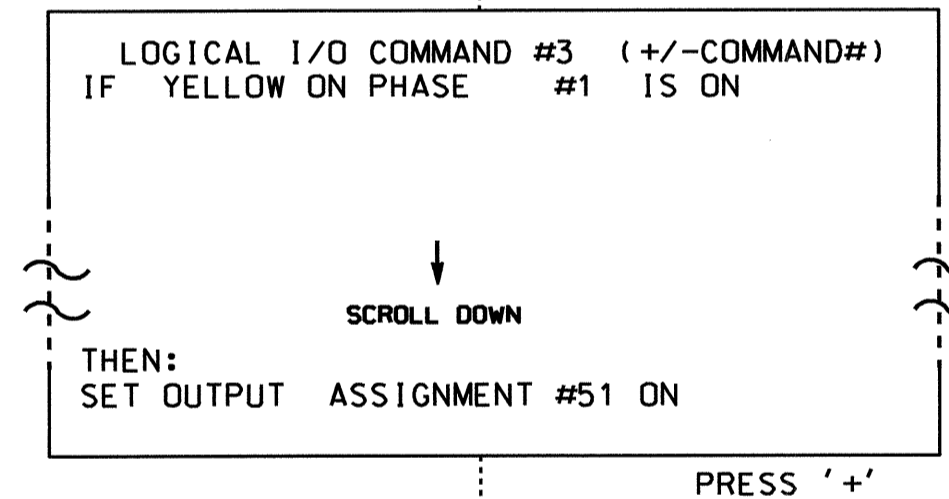 LOGICAL I/O COMMAND #3 (+/-COMMAND#)
IF YELLOW ON PHASE #1 IS ON
SCROLL DOWN
THEN:
SET OUTPUT ASSIGNMENT #51 ON
PRESS '+'